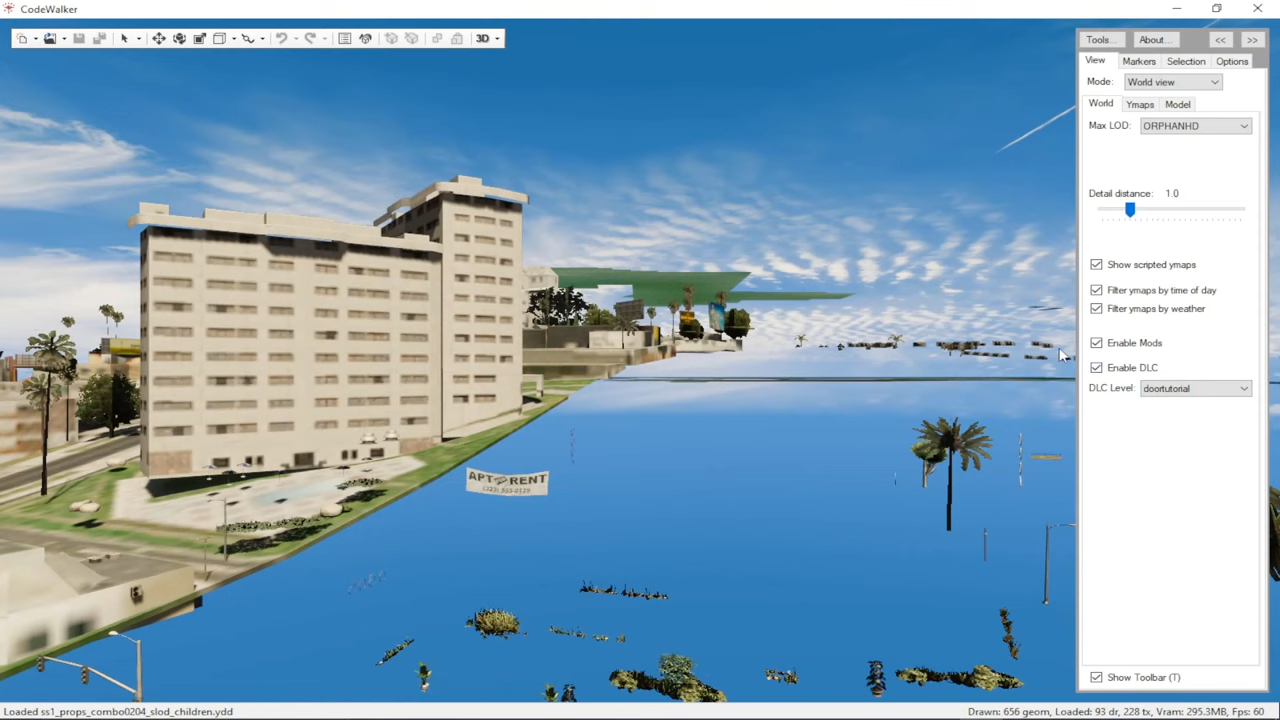 CodeWalker
3D
Tools...
About...
<<
>>
View
Markers
Selection
Options
Mode:
World view
World
Ymaps
Model
Max LOD:
ORPHANHD
Detail distance: 1.0
Show scripted ymaps
Filter ymaps by time of day
Filter ymaps by weather
Enable Mods
Enable DLC
DLC Level:
doortutorial
APT RENT
Show Toolbar (T)
Loaded ss1_props_combo0204_slod_children.ydd
Drawn: 656 geom, Loaded: 93 dr, 228 tx, Vram: 295.3MB, Fps: 60